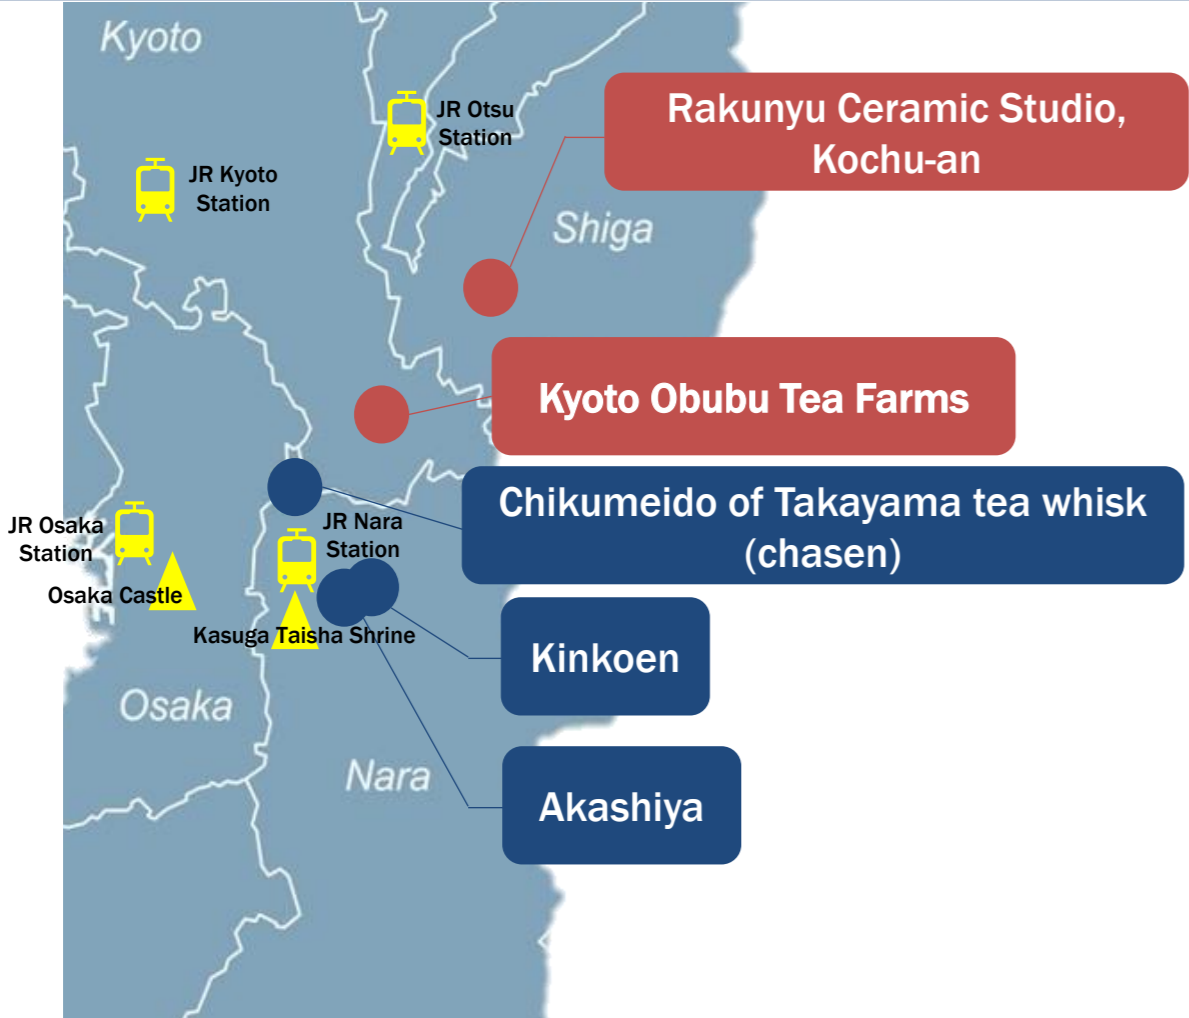 Kyoto
JR Otsu
Station
Rakunyu Ceramic Studio,
Kochu-an
JR Kyoto
Station
Shiga
Kyoto Obubu Tea Farms
Chikumeido of Takayama tea whisk
(chasen)
JR Osaka
Station
JR Nara
Station
Osaka Castle
Kasuga Taisha Shrine
Kinkoen
Osaka
Nara
Akashiya